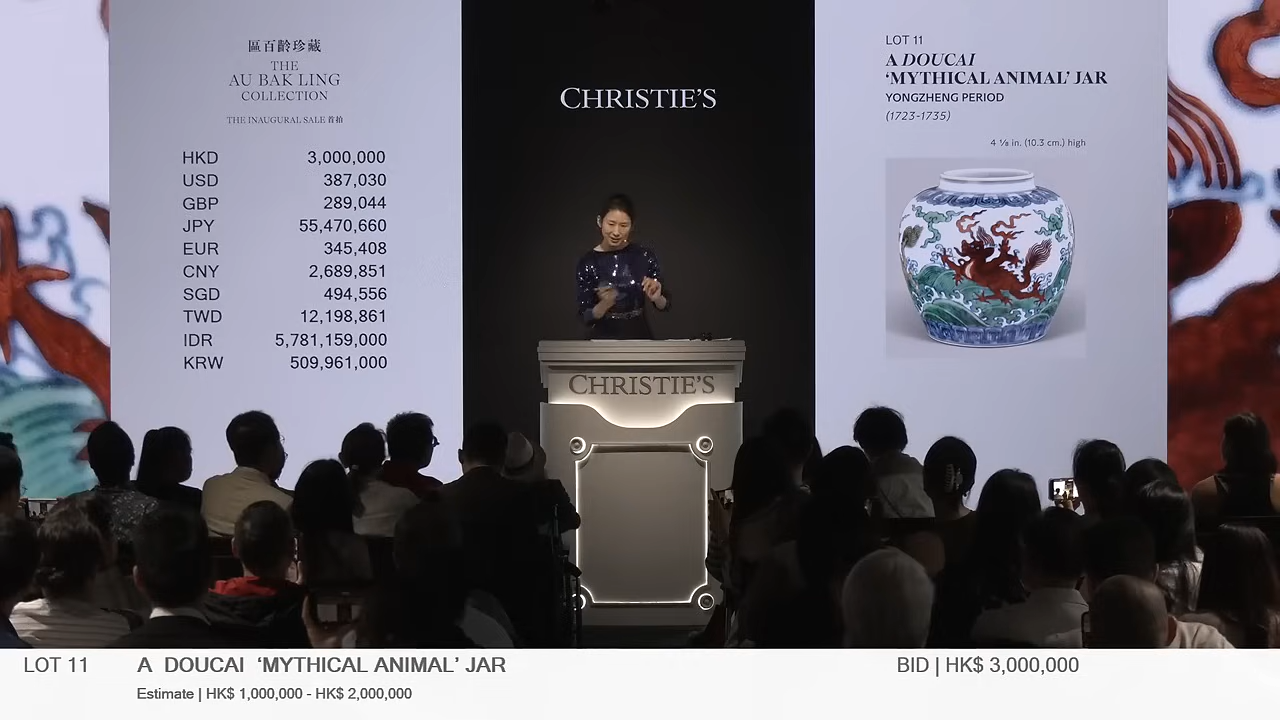 區百齡珍藏
THE
AU BAK LING
COLLECTION
THE INAUGURAL SALE 首拍
HKD 3,000,000
USD 387,030
GBP 289,044
JPY 55,470,660
EUR 345,408
CNY 2,689,851
SGD 494,556
TWD 12,198,861
IDR 5,781,159,000
KRW 509,961,000
CHRISTIE'S
CHRISTIE'S
LOT 11
A DOUCAI
‘MYTHICAL ANIMAL’ JAR
YONGZHENG PERIOD
(1723-1735)
4 ⅛ in. (10.3 cm.) high
LOT 11 A DOUCAI ‘MYTHICAL ANIMAL’ JAR BID | HK$ 3,000,000
Estimate | HK$ 1,000,000 - HK$ 2,000,000